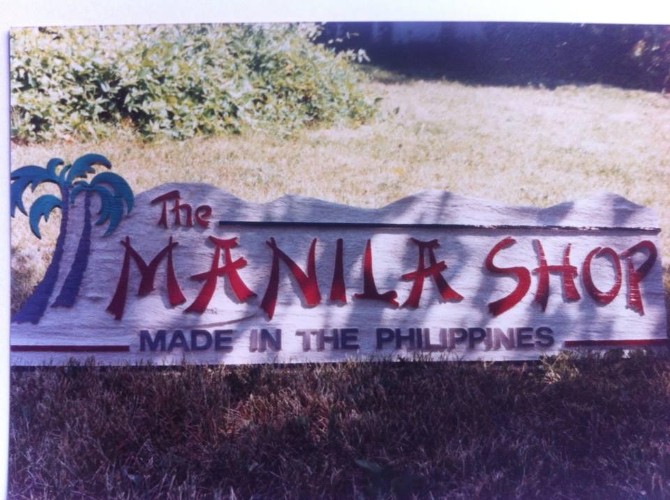 The
MANILA SHOP
MADE IN THE PHILIPPINES